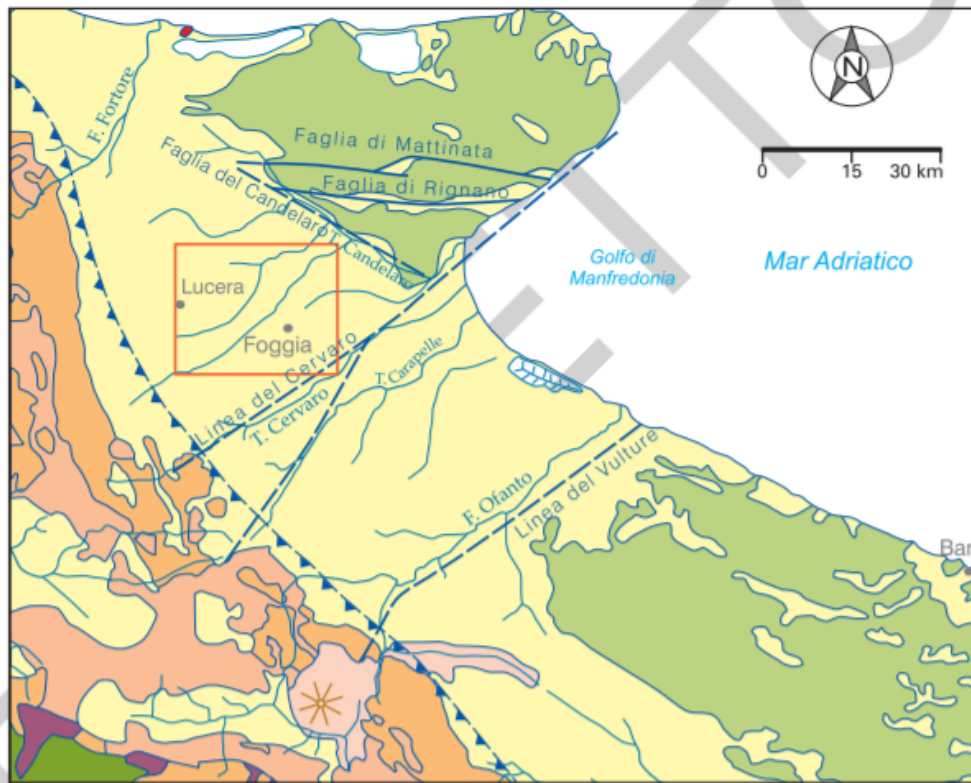 F. Fortore
Faglia di Mattinata
Faglia di Rignano
Faglia del Candelaro
T. Candelaro
N
0 15 30 km
Golfo di
Manfredonia
Mar Adriatico
Lucera
Foggia
Linea del Cervaro
T. Cervaro
T. Carapelle
F. Ofanto
Linea del Vulture
Bar